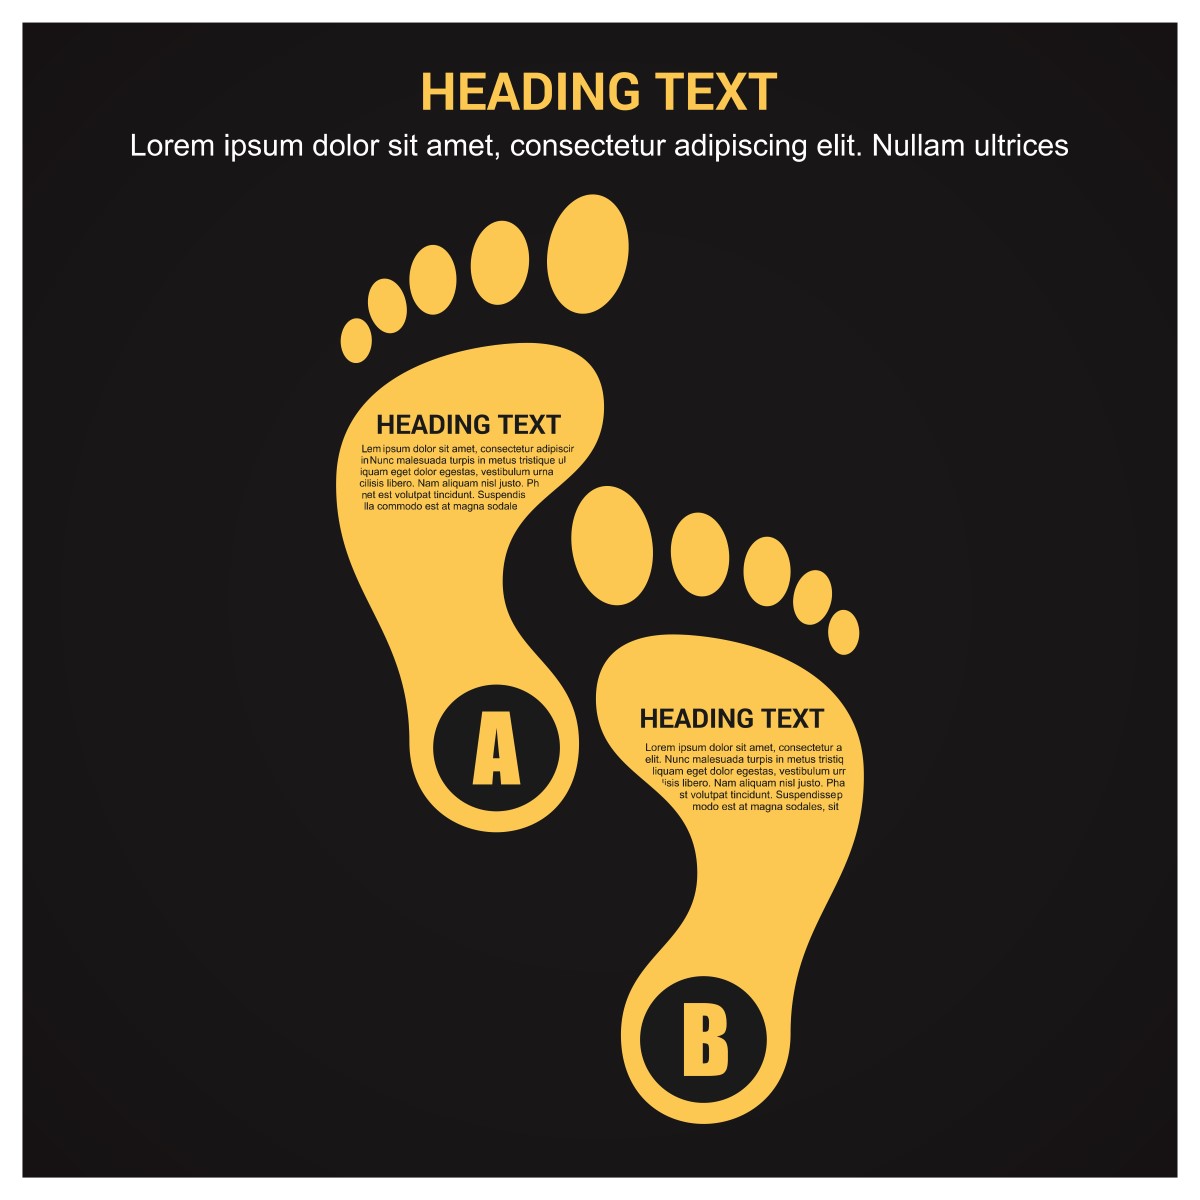 HEADING TEXT
Lorem ipsum dolor sit amet, consectetur adipiscing elit. Nullam ultrices
HEADING TEXT
Lem ipsum dolor sit amet, consectetur adipiscir
in Nunc malesuada turpis in metus tristique ul
iquam eget dolor egestas, vestibulum urna
cilisis libero. Nam aliquam nisl justo. Ph
net est volutpat tincidunt. Suspendis
lla commodo est at magna sodale
A
HEADING TEXT
Lorem ipsum dolor sit amet, consectetur a
elit. Nunc malesuada turpis in metus tristiq
liquam eget dolor egestas, vestibulum urr
isis libero. Nam aliquam nisl justo. Pha
st volutpat tincidunt. Suspendissep
modo est at magna sodales, sit
B